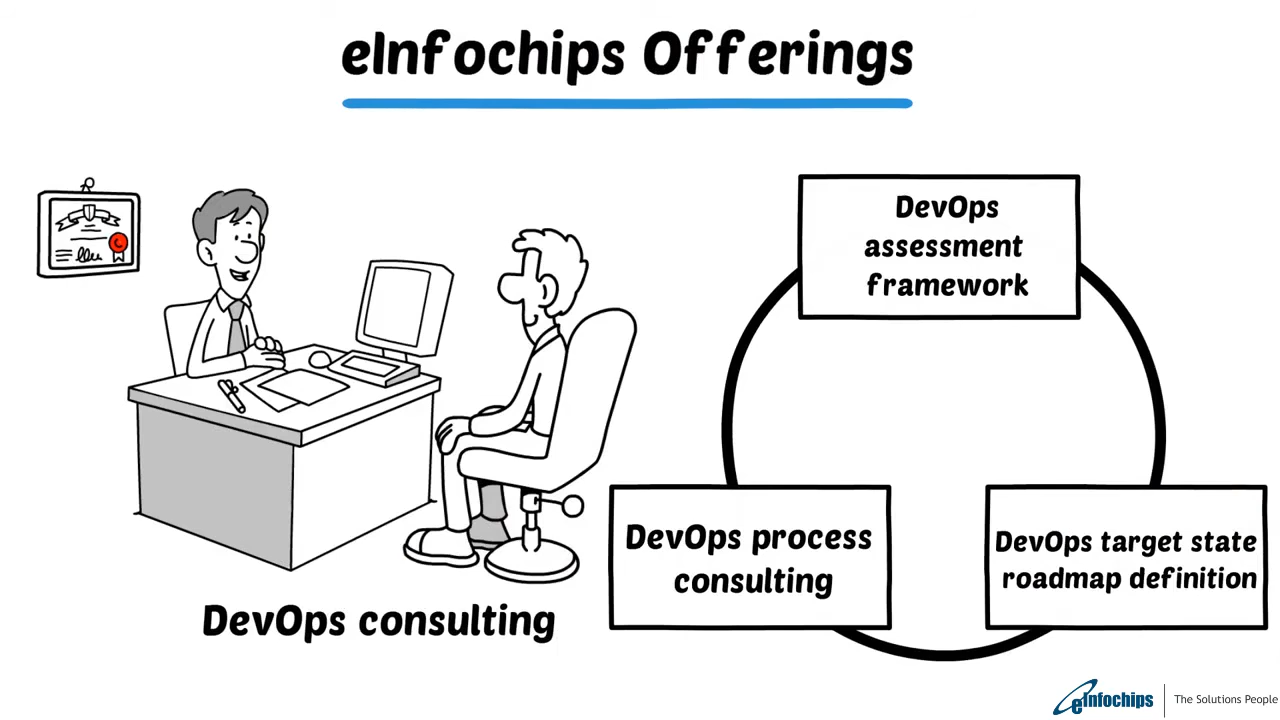 eInfochips Offerings
DevOps
assessment
framework
DevOps process
consulting
DevOps target state
roadmap definition
DevOps consulting
eInfochips
The Solutions People